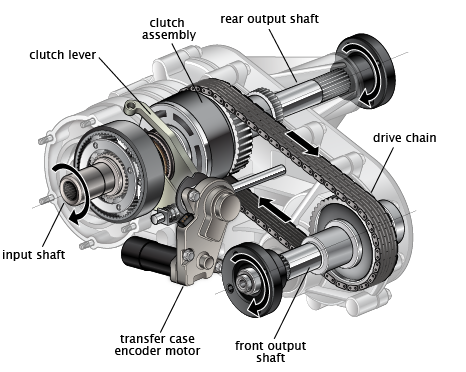 rear output shaft
clutch
assembly
clutch lever
drive chain
input shaft
transfer case
encoder motor
front output
shaft